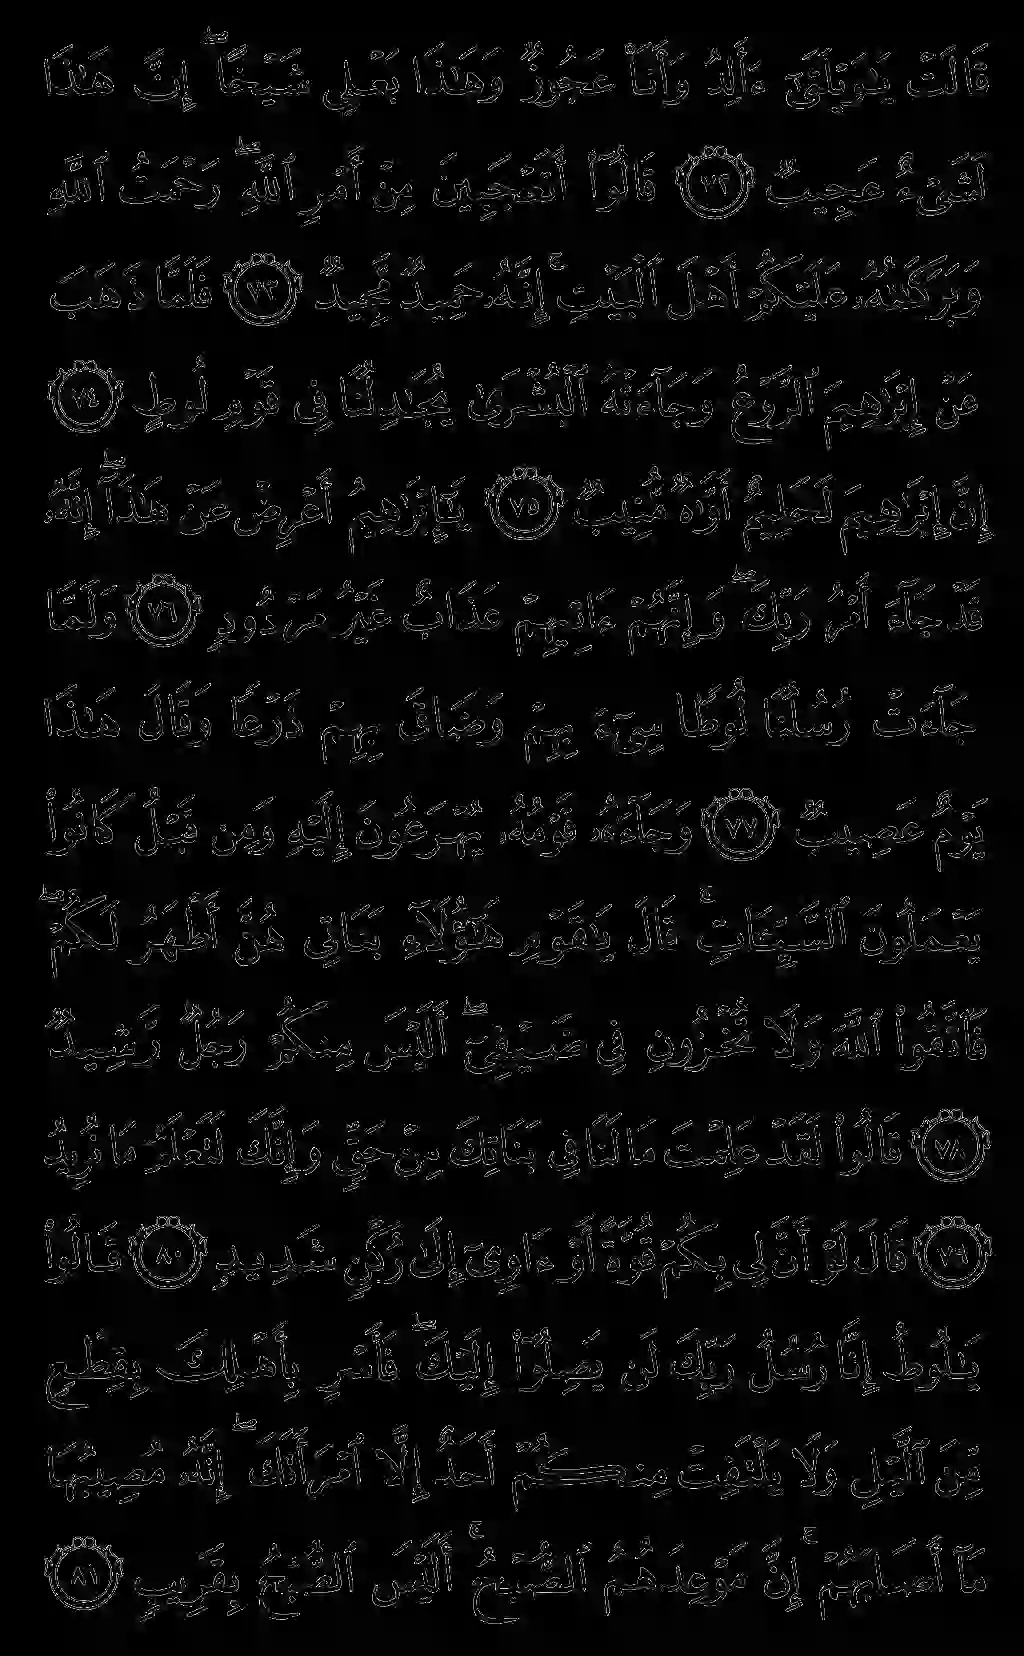 قَالَتْ يَٰوَيْلَتَىٰٓ ءَأَلِدُ وَأَنَا۠ عَجُوزٌ وَهَٰذَا بَعْلِى شَيْخًا ۖ إِنَّ هَٰذَا
لَشَىْءٌ عَجِيبٌ ٧٢ قَالُوٓا۟ أَتَعْجَبِينَ مِنْ أَمْرِ ٱللَّهِ ۖ رَحْمَتُ ٱللَّهِ
وَبَرَكَٰتُهُۥ عَلَيْكُمْ أَهْلَ ٱلْبَيْتِ ۚ إِنَّهُۥ حَمِيدٌ مَّجِيدٌ ٧٣ فَلَمَّا ذَهَبَ
عَنْ إِبْرَٰهِيمَ ٱلرَّوْعُ وَجَآءَتْهُ ٱلْبُشْرَىٰ يُجَٰدِلُنَا فِى قَوْمِ لُوطٍ ٧٤
إِنَّ إِبْرَٰهِيمَ لَحَلِيمٌ أَوَّٰهٌ مُّنِيبٌ ٧٥ يَٰٓإِبْرَٰهِيمُ أَعْرِضْ عَنْ هَٰذَآ ۖ إِنَّهُۥ
قَدْ جَآءَ أَمْرُ رَبِّكَ ۖ وَإِنَّهُمْ ءَاتِيهِمْ عَذَابٌ غَيْرُ مَرْدُودٍ ٧٦ وَلَمَّا
جَآءَتْ رُسُلُنَا لُوطًا سِىٓءَ بِهِمْ وَضَاقَ بِهِمْ ذَرْعًا وَقَالَ هَٰذَا
يَوْمٌ عَصِيبٌ ٧٧ وَجَآءَهُۥ قَوْمُهُۥ يُهْرَعُونَ إِلَيْهِ وَمِن قَبْلُ كَانُوا۟
يَعْمَلُونَ ٱلسَّيِّـَٔاتِ ۚ قَالَ يَٰقَوْمِ هَٰٓؤُلَآءِ بَنَاتِى هُنَّ أَطْهَرُ لَكُمْ ۖ
فَٱتَّقُوا۟ ٱللَّهَ وَلَا تُخْزُونِ فِى ضَيْفِىٓ ۖ أَلَيْسَ مِنكُمْ رَجُلٌ رَّشِيدٌ
٧٨ قَالُوا۟ لَقَدْ عَلِمْتَ مَا لَنَا فِى بَنَاتِكَ مِنْ حَقٍّ وَإِنَّكَ لَتَعْلَمُ مَا نُرِيدُ
٧٩ قَالَ لَوْ أَنَّ لِى بِكُمْ قُوَّةً أَوْ ءَاوِىٓ إِلَىٰ رُكْنٍ شَدِيدٍ ٨٠ قَالُوا۟
يَٰلُوطُ إِنَّا رُسُلُ رَبِّكَ لَن يَصِلُوٓا۟ إِلَيْكَ ۖ فَأَسْرِ بِأَهْلِكَ بِقِطْعٍ
مِّنَ ٱلَّيْلِ وَلَا يَلْتَفِتْ مِنكُمْ أَحَدٌ إِلَّا ٱمْرَأَتَكَ ۖ إِنَّهُۥ مُصِيبُهَا
مَآ أَصَابَهُمْ ۚ إِنَّ مَوْعِدَهُمُ ٱلصُّبْحُ ۚ أَلَيْسَ ٱلصُّبْحُ بِقَرِيبٍ ٨١